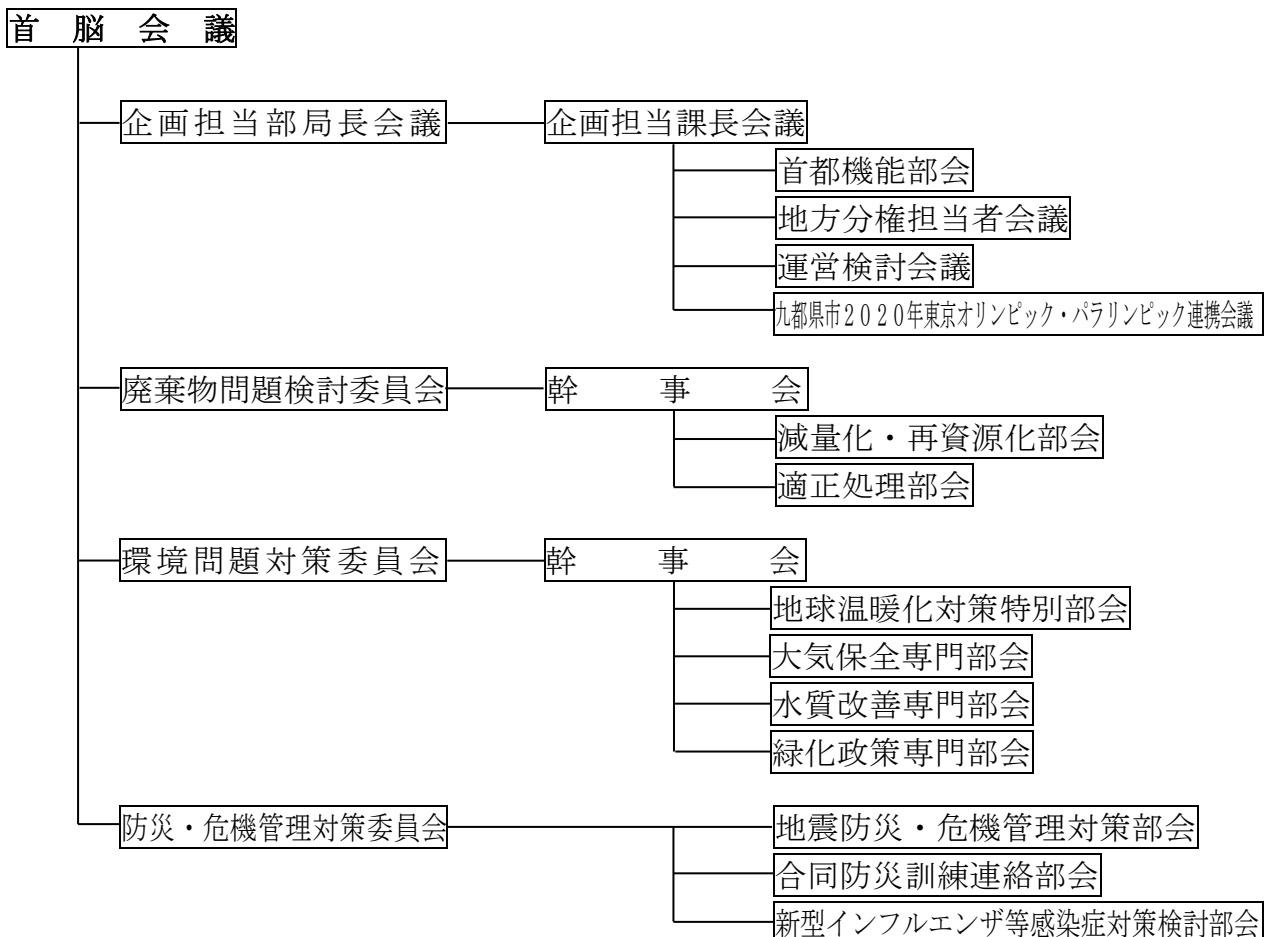 首脳会議
企画担当部局長会議 企画担当課長会議
首都機能部会
地方分権担当者会議
運営検討会議
九都県市2020年東京オリンピック・パラリンピック連携会議
廃棄物問題検討委員会 幹事会
減量化・再資源化部会
適正処理部会
環境問題対策委員会 幹事会
地球温暖化対策特別部会
大気保全専門部会
水質改善専門部会
緑化政策専門部会
防災・危機管理対策委員会 地震防災・危機管理対策部会
合同防災訓練連絡部会
新型インフルエンザ等感染症対策検討部会